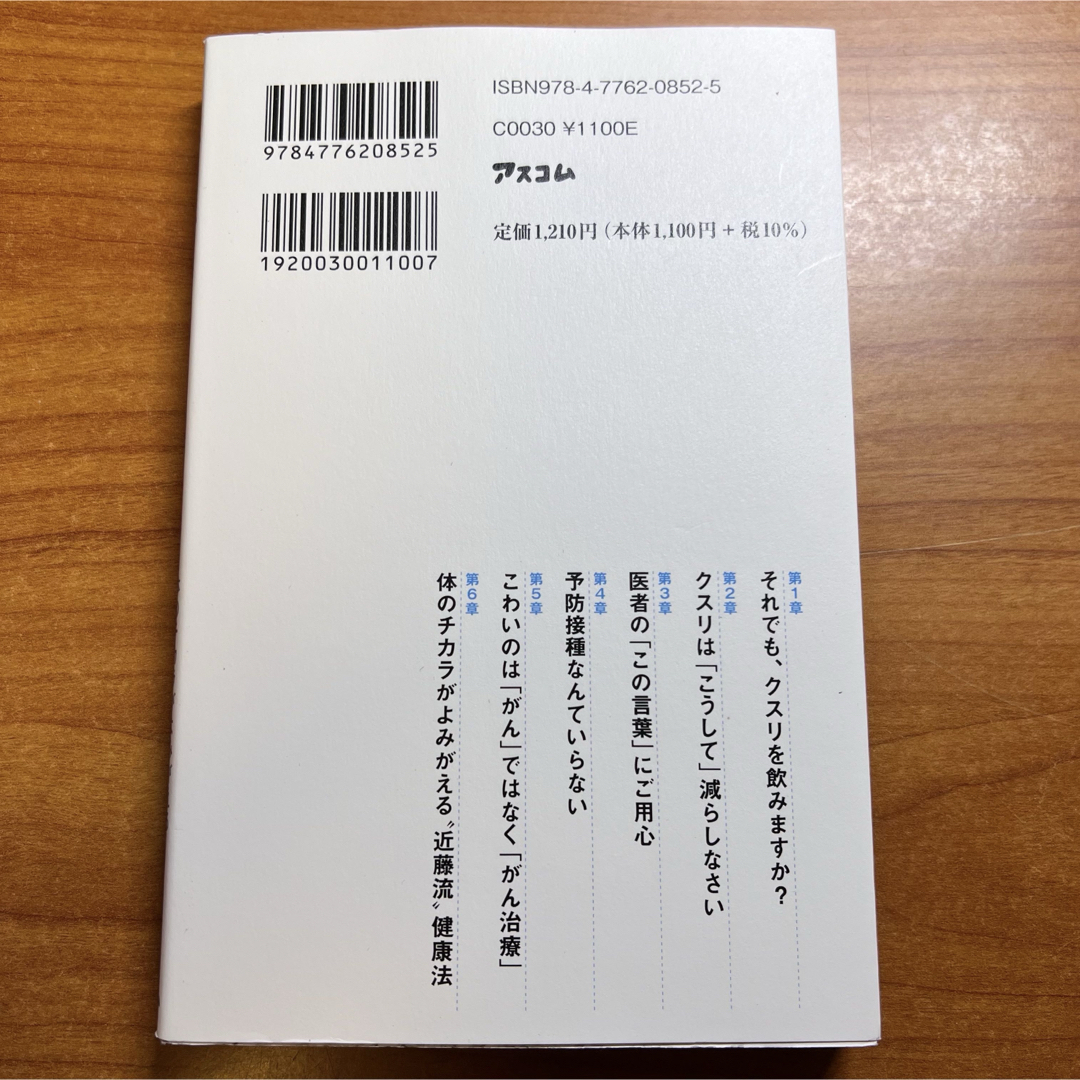 9784776208525
1920030011007
ISBN978-4-7762-0852-5
C0030 ¥1100E
アスコム
定価1,210円（本体1,100円+税10%）
第1章
それでも、クスリを飲みますか？
第2章
クスリは「こうして」減らしなさい
第3章
医者の「この言葉」にご用心
第4章
予防接種なんていらない
第5章
こわいのは「がん」ではなく「がん治療」
第6章
体のチカラがよみがえる〝近藤流〟健康法